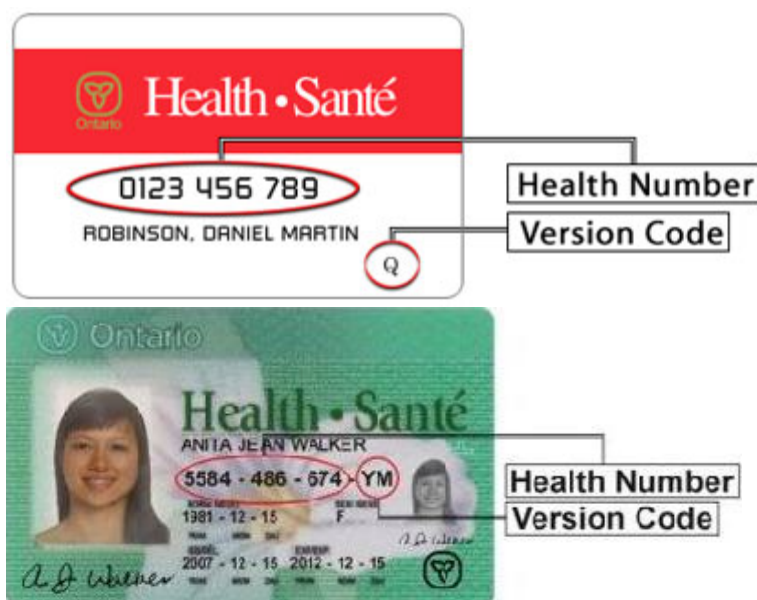 Health • Santé
Ontario
0123 456 789
Health Number
ROBINSON, DANIEL MARTIN
Version Code
Q
Ontario
Health • Santé
ANITA JEAN WALKER
5584 - 486 - 674 - YM
Health Number
1981 - 12 - 15 F
Version Code
2007 - 12 - 15 2012 - 12 - 15
A J Walker